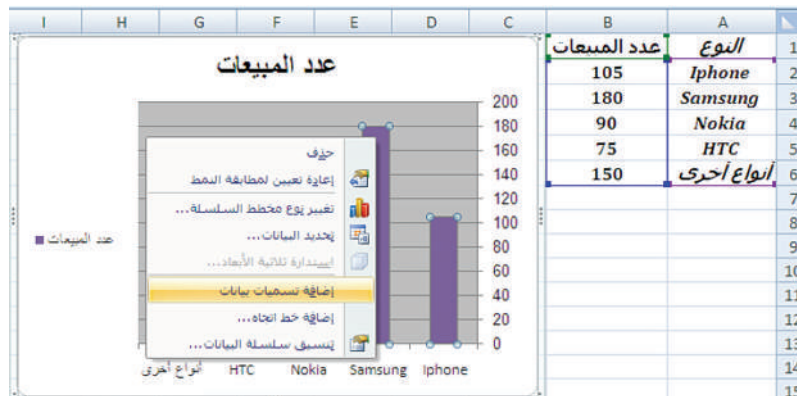 A B C D E F G H I
1 النوع عدد المبيعات
2 Iphone 105
3 Samsung 180
4 Nokia 90
5 HTC 75
6 أنواع أخرى 150
7
8
9
10
11
12
13
14
15
عدد المبيعات
200
180
160
140
120
100
80
60
40
20
0
Iphone Samsung Nokia HTC أنواع أخرى
عدد المبيعات
حذف
إعادة تعيين لمطابقة النمط
تغيير نوع مخطط السلسلة...
تحديد البيانات...
استدارة ثلاثية الأبعاد...
إضافة تسميات بيانات
إضافة خط اتجاه...
تنسيق سلسلة البيانات...